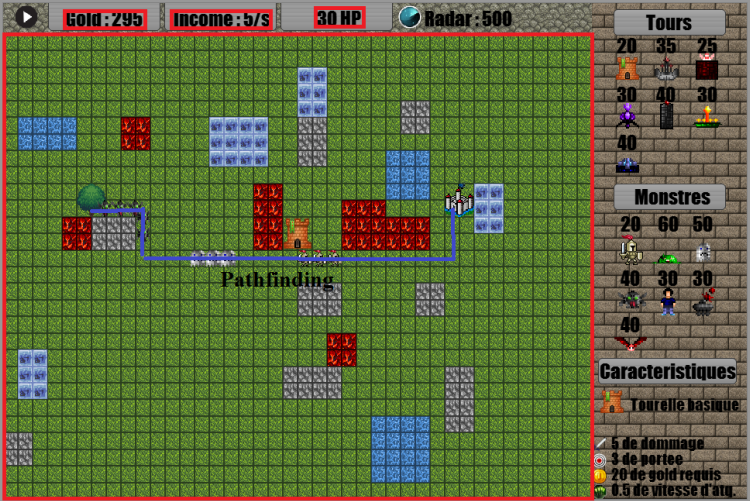 Gold : 295
Income : 5/s
30 HP
Radar : 500
Tours
20 35 25
30 40 30
40
Monstres
20 60 50
40 30 30
40
Pathfinding
Caracteristiques
Tourelle basique
5 de dommage
3 de portee
20 de gold requis
0.5 de vitesse d'atq.